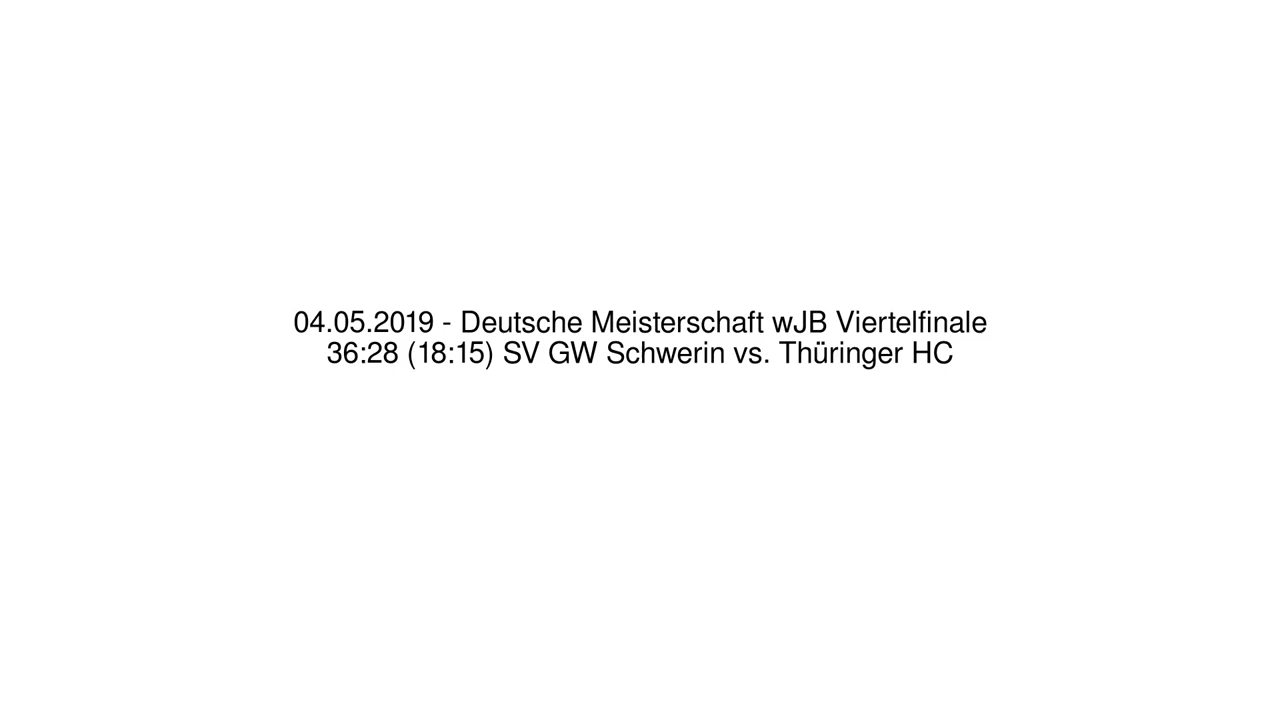 04.05.2019 - Deutsche Meisterschaft wJB Viertelfinale
36:28 (18:15) SV GW Schwerin vs. Thüringer HC